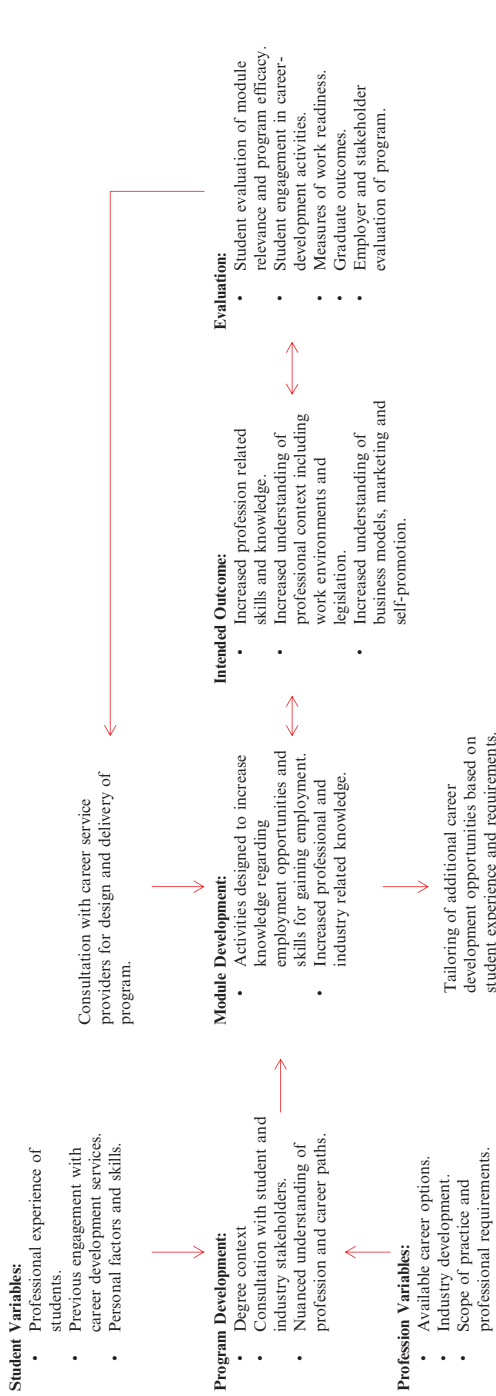 Student Variables:
• Professional experience of
students.
• Previous engagement with
career development services.
• Personal factors and skills.
Program Development:
• Degree context
• Consultation with student and
industry stakeholders.
• Nuanced understanding of
profession and career paths.
Profession Variables:
• Available career options.
• Industry development.
• Scope of practice and
professional requirements.
Consultation with career service
providers for design and delivery of
program.
Module Development:
• Activities designed to increase
knowledge regarding
employment opportunities and
skills for gaining employment.
• Increased professional and
industry related knowledge.
Tailoring of additional career
development opportunities based on
student experience and requirements.
Intended Outcome:
• Increased profession related
skills and knowledge.
• Increased understanding of
professional context including
work environments and
legislation.
• Increased understanding of
business models, marketing and
self-promotion.
Evaluation:
• Student evaluation of module
relevance and program efficacy.
• Student engagement in career-
development activities.
• Measures of work readiness.
• Graduate outcomes.
• Employer and stakeholder
evaluation of program.